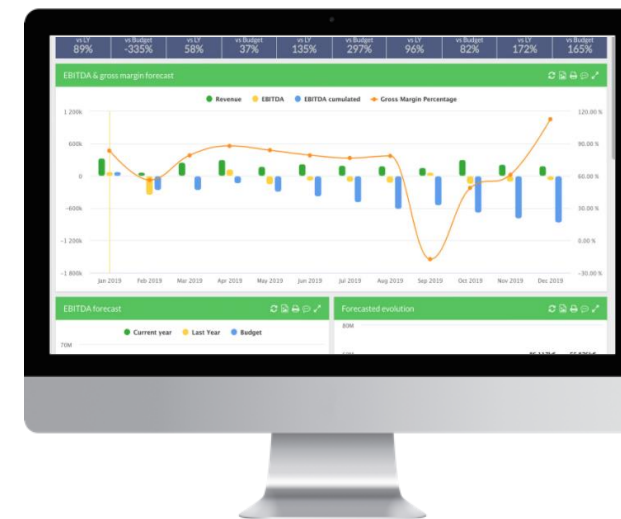 vs LY vs Budget vs LY vs Budget vs LY vs Budget vs LY vs Budget vs LY vs Budget
89% -335% 58% 37% 135% 297% 96% 82% 172% 165%
EBITDA & gross margin forecast
Revenue EBITDA EBITDA cumulated Gross Margin Percentage
1 200k 120.00 %
600k 90.00 %
0 60.00 %
-600k 30.00 %
-1 200k 0.00 %
-1 800k -30.00 %
Jan 2019 Feb 2019 Mar 2019 Apr 2019 May 2019 Jun 2019 Jul 2019 Aug 2019 Sep 2019 Oct 2019 Nov 2019 Dec 2019
EBITDA forecast Forecasted evolution
Current year Last Year Budget
80M
70M